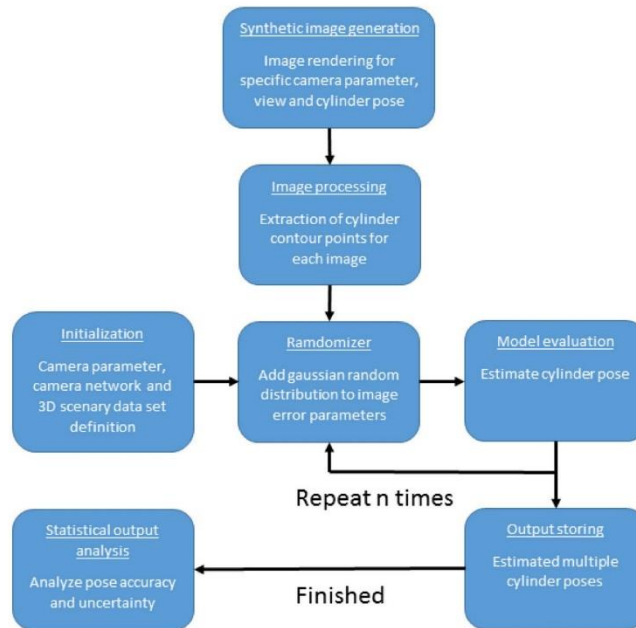 Synthetic image generation
Image rendering for
specific camera parameter,
view and cylinder pose
Image processing
Extraction of cylinder
contour points for
each image
Initialization
Camera parameter,
camera network and
3D scenary data set
definition
Ramdomizer
Add gaussian random
distribution to image
error parameters
Model evaluation
Estimate cylinder pose
Repeat n times
Output storing
Estimated multiple
cylinder poses
Finished
Statistical output
analysis
Analyze pose accuracy
and uncertainty